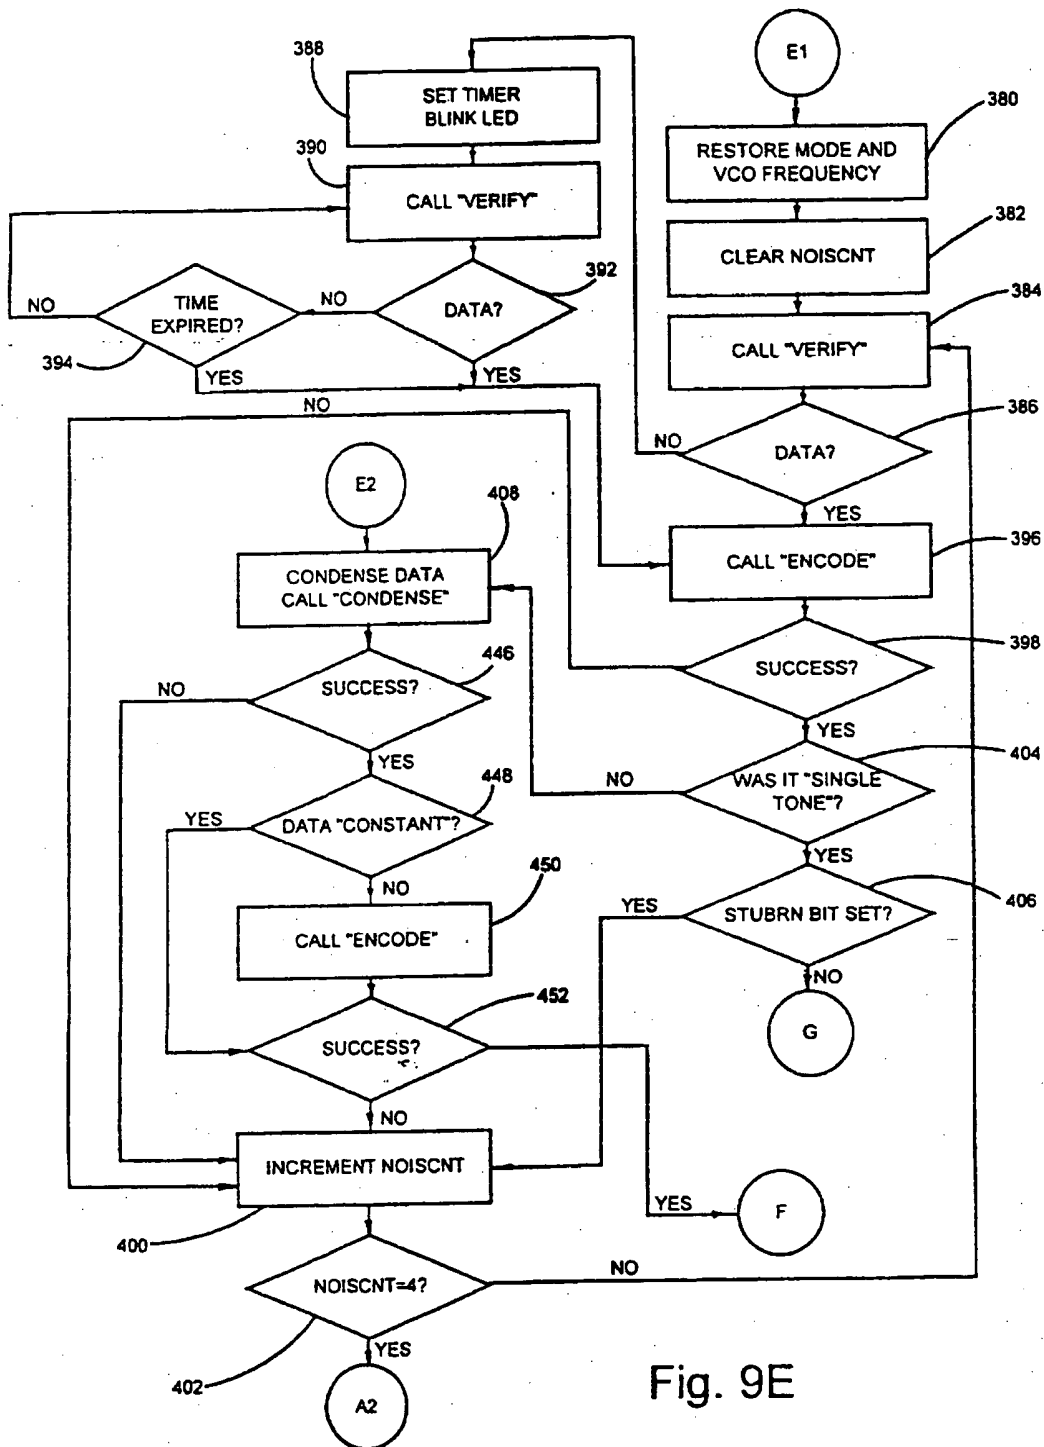 388
SET TIMER
BLINK LED
E1
380
RESTORE MODE AND
VCO FREQUENCY
390
CALL "VERIFY"
382
CLEAR NOISCNT
392
DATA?
NO
TIME
EXPIRED?
NO
394
YES
YES
384
CALL "VERIFY"
386
DATA?
NO
YES
NO
E2
408
CONDENSE DATA
CALL "CONDENSE"
396
CALL "ENCODE"
398
SUCCESS?
YES
446
SUCCESS?
NO
YES
404
WAS IT "SINGLE
TONE"?
NO
YES
448
DATA "CONSTANT"?
YES
NO
406
STUBRN BIT SET?
YES
NO
G
450
CALL "ENCODE"
452
SUCCESS?
NO
YES
F
INCREMENT NOISCNT
400
NOISCNT=4?
NO
YES
402
A2
Fig. 9E